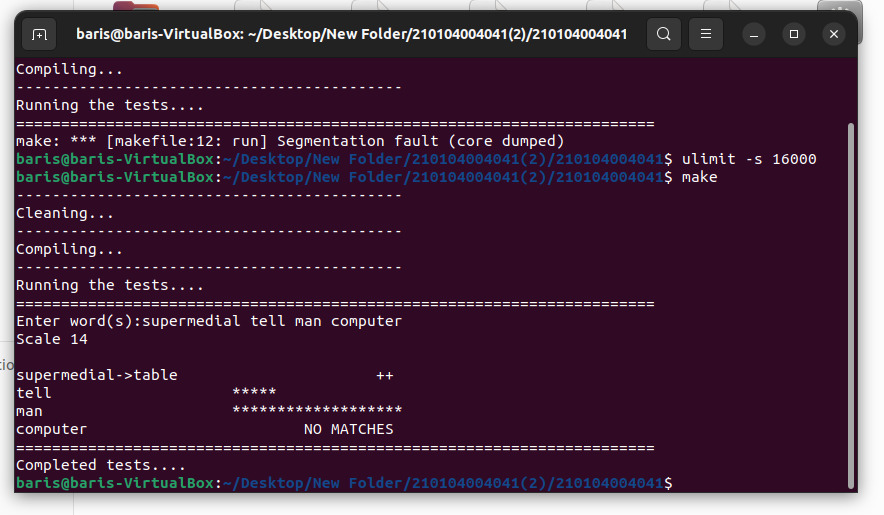 baris@baris-VirtualBox: ~/Desktop/New Folder/210104004041(2)/210104004041
Compiling...
-------------------------------------------
Running the tests....
=======================================================================
make: *** [makefile:12: run] Segmentation fault (core dumped)
baris@baris-VirtualBox:~/Desktop/New Folder/210104004041(2)/210104004041$ ulimit -s 16000
baris@baris-VirtualBox:~/Desktop/New Folder/210104004041(2)/210104004041$ make
-------------------------------------------
Cleaning...
-------------------------------------------
Compiling...
-------------------------------------------
Running the tests....
=======================================================================
Enter word(s):supermedial tell man computer
Scale 14
supermedial->table                      ++
tell                    *****
man                     *******************
computer                        NO MATCHES
=======================================================================
Completed tests....
baris@baris-VirtualBox:~/Desktop/New Folder/210104004041(2)/210104004041$